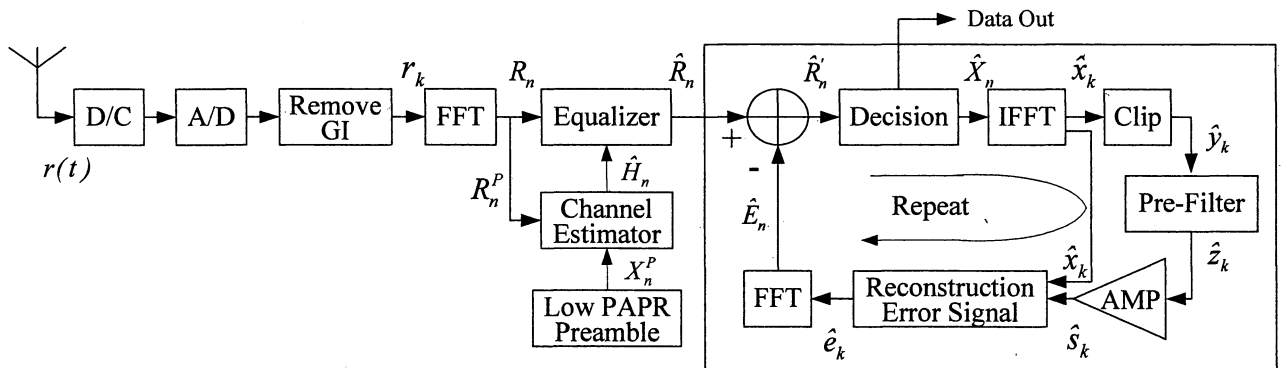 Data Out
r_k
R_n
R̂_n
R̂'_n
X̂_n
x̂_k
D/C
A/D
Remove
GI
FFT
Equalizer
+
-
Decision
IFFT
Clip
r(t)
ŷ_k
R_n^P
Ĥ_n
Channel
Estimator
Ê_n
Repeat
Pre-Filter
X_n^P
x̂_k
ẑ_k
Low PAPR
Preamble
FFT
Reconstruction
Error Signal
AMP
ê_k
ŝ_k